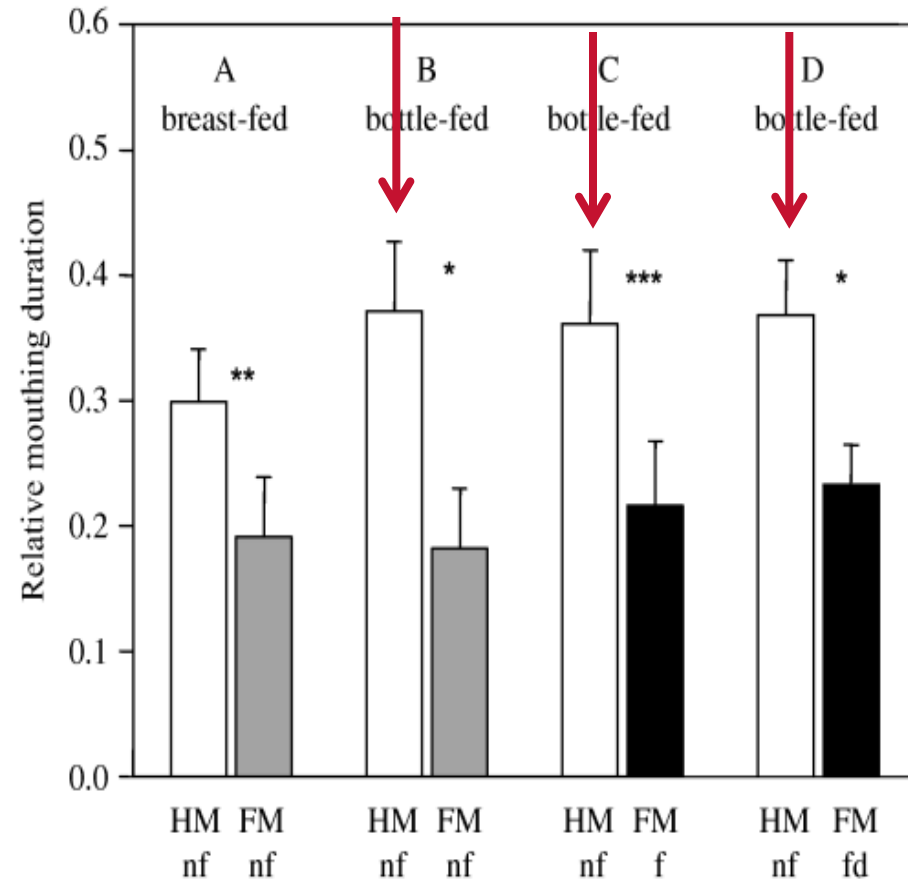 Relative mouthing duration
0.6
0.5
0.4
0.3
0.2
0.1
0.0
A B C D
breast-fed bottle-fed bottle-fed bottle-fed
** * *** *
HM FM HM FM HM FM HM FM
nf nf nf nf nf f nf fd